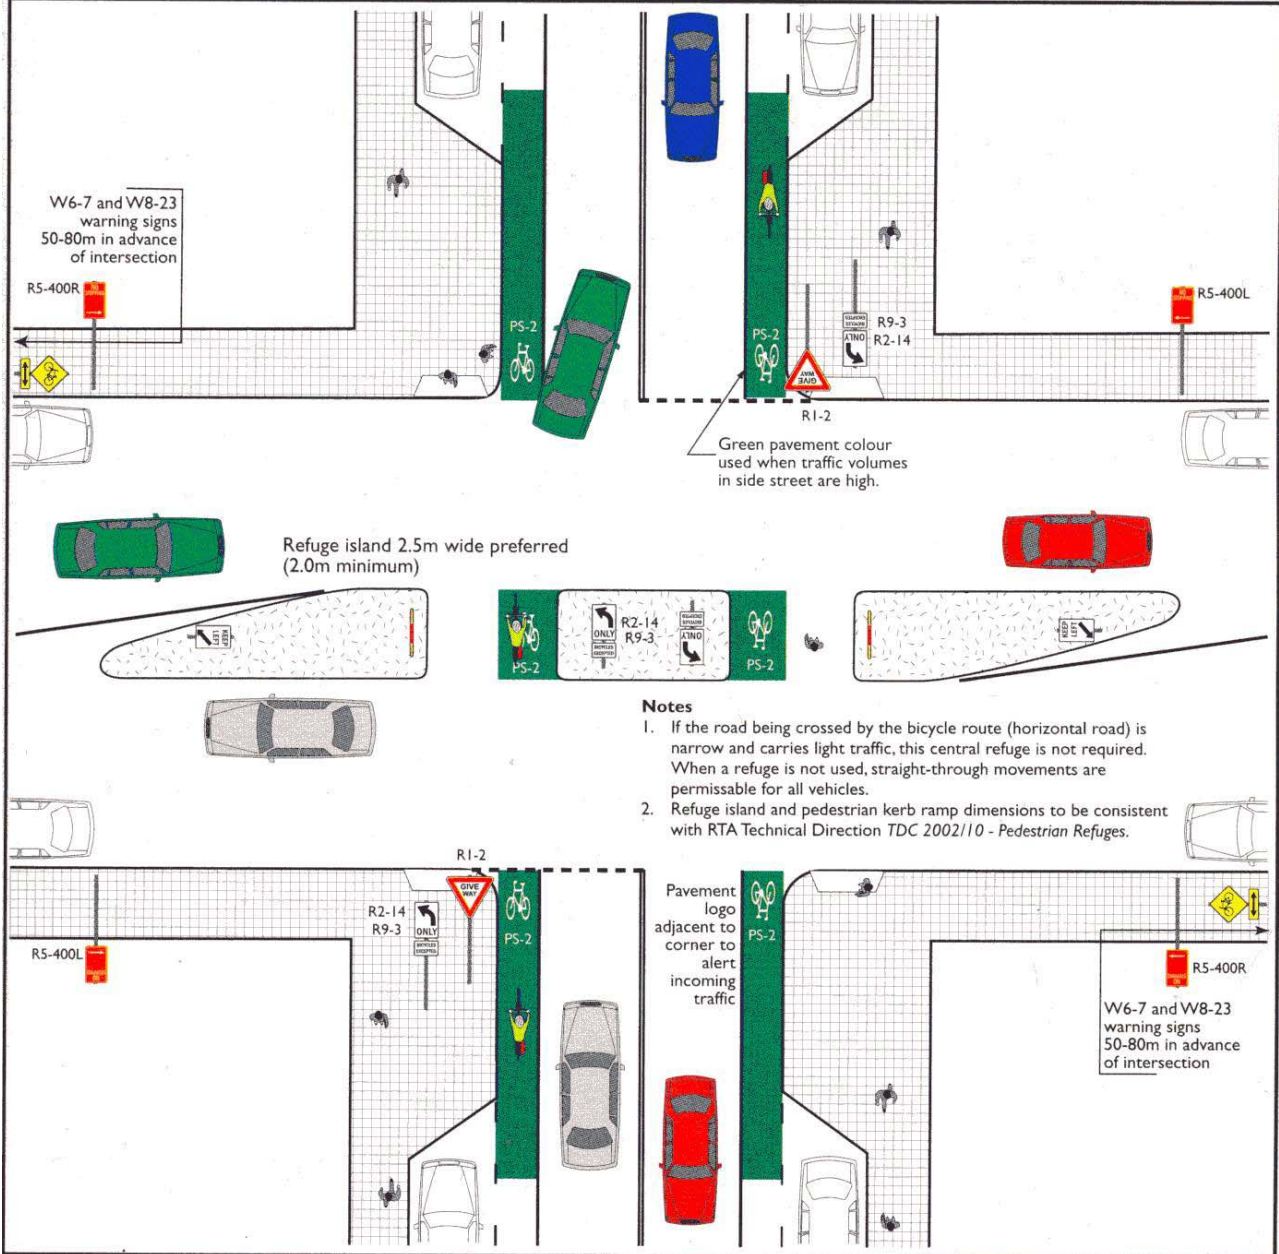 W6-7 and W8-23
warning signs
50-80m in advance
of intersection
R5-400R
PS-2
PS-2
R9-3
R2-14
ONLY
GIVE
WAY
R1-2
R5-400L
Green pavement colour
used when traffic volumes
in side street are high.
Refuge island 2.5m wide preferred
(2.0m minimum)
KEEP
LEFT
PS-2
ONLY
R2-14
R9-3
ONLY
PS-2
KEEP
LEFT
Notes
1. If the road being crossed by the bicycle route (horizontal road) is
narrow and carries light traffic, this central refuge is not required.
When a refuge is not used, straight-through movements are
permissable for all vehicles.
2. Refuge island and pedestrian kerb ramp dimensions to be consistent
with RTA Technical Direction TDC 2002/10 - Pedestrian Refuges.
R1-2
GIVE
WAY
R2-14
R9-3
ONLY
BICYCLES
EXCEPTED
PS-2
R5-400L
Pavement
logo
adjacent to
corner to
alert
incoming
traffic
PS-2
R5-400R
W6-7 and W8-23
warning signs
50-80m in advance
of intersection